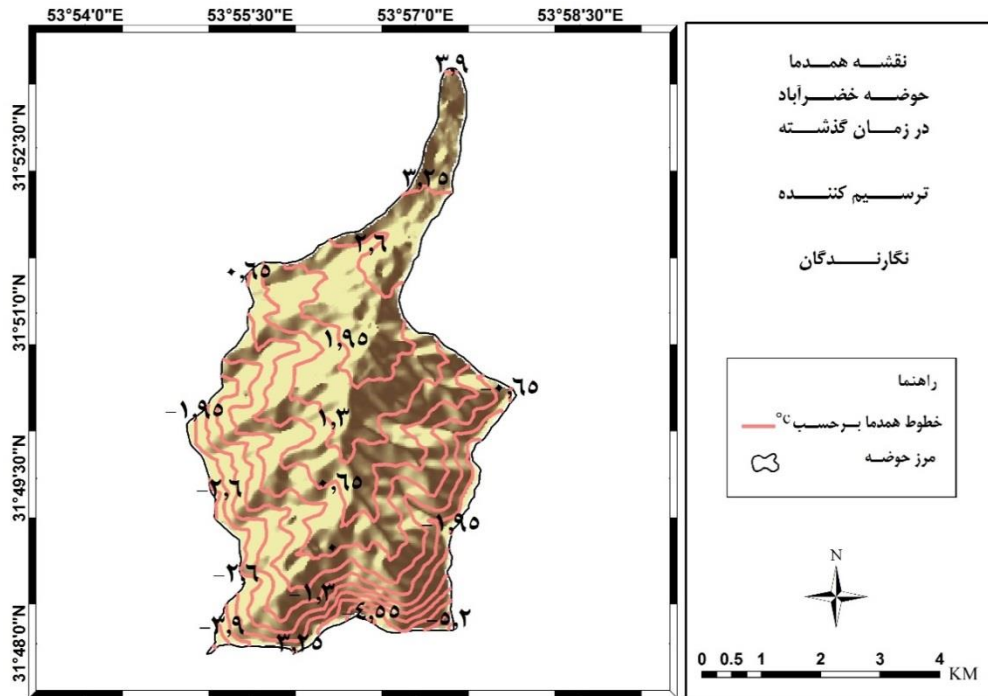 53°54'0"E 53°55'30"E 53°57'0"E 53°58'30"E
31°52'30"N
31°51'0"N
31°49'30"N
31°48'0"N
۳٫۹
۳٫۲۵
۲٫۶
۰٫۶۵
۱٫۹۵
-۰٫۶۵
-۱٫۹۵
۱٫۳
-۲٫۶
۰٫۶۵
-۱٫۹۵
۰
-۲٫۶
-۱٫۳
-۴٫۵۵
-۵٫۲
-۳٫۹
-۳٫۲۵
نقشه همدما
حوضه خضرآباد
در زمان گذشته
ترسیم کننده
نگارندگان
راهنما
خطوط همدما برحسب °C
مرز حوضه
N
0 0.5 1 2 3 4 KM